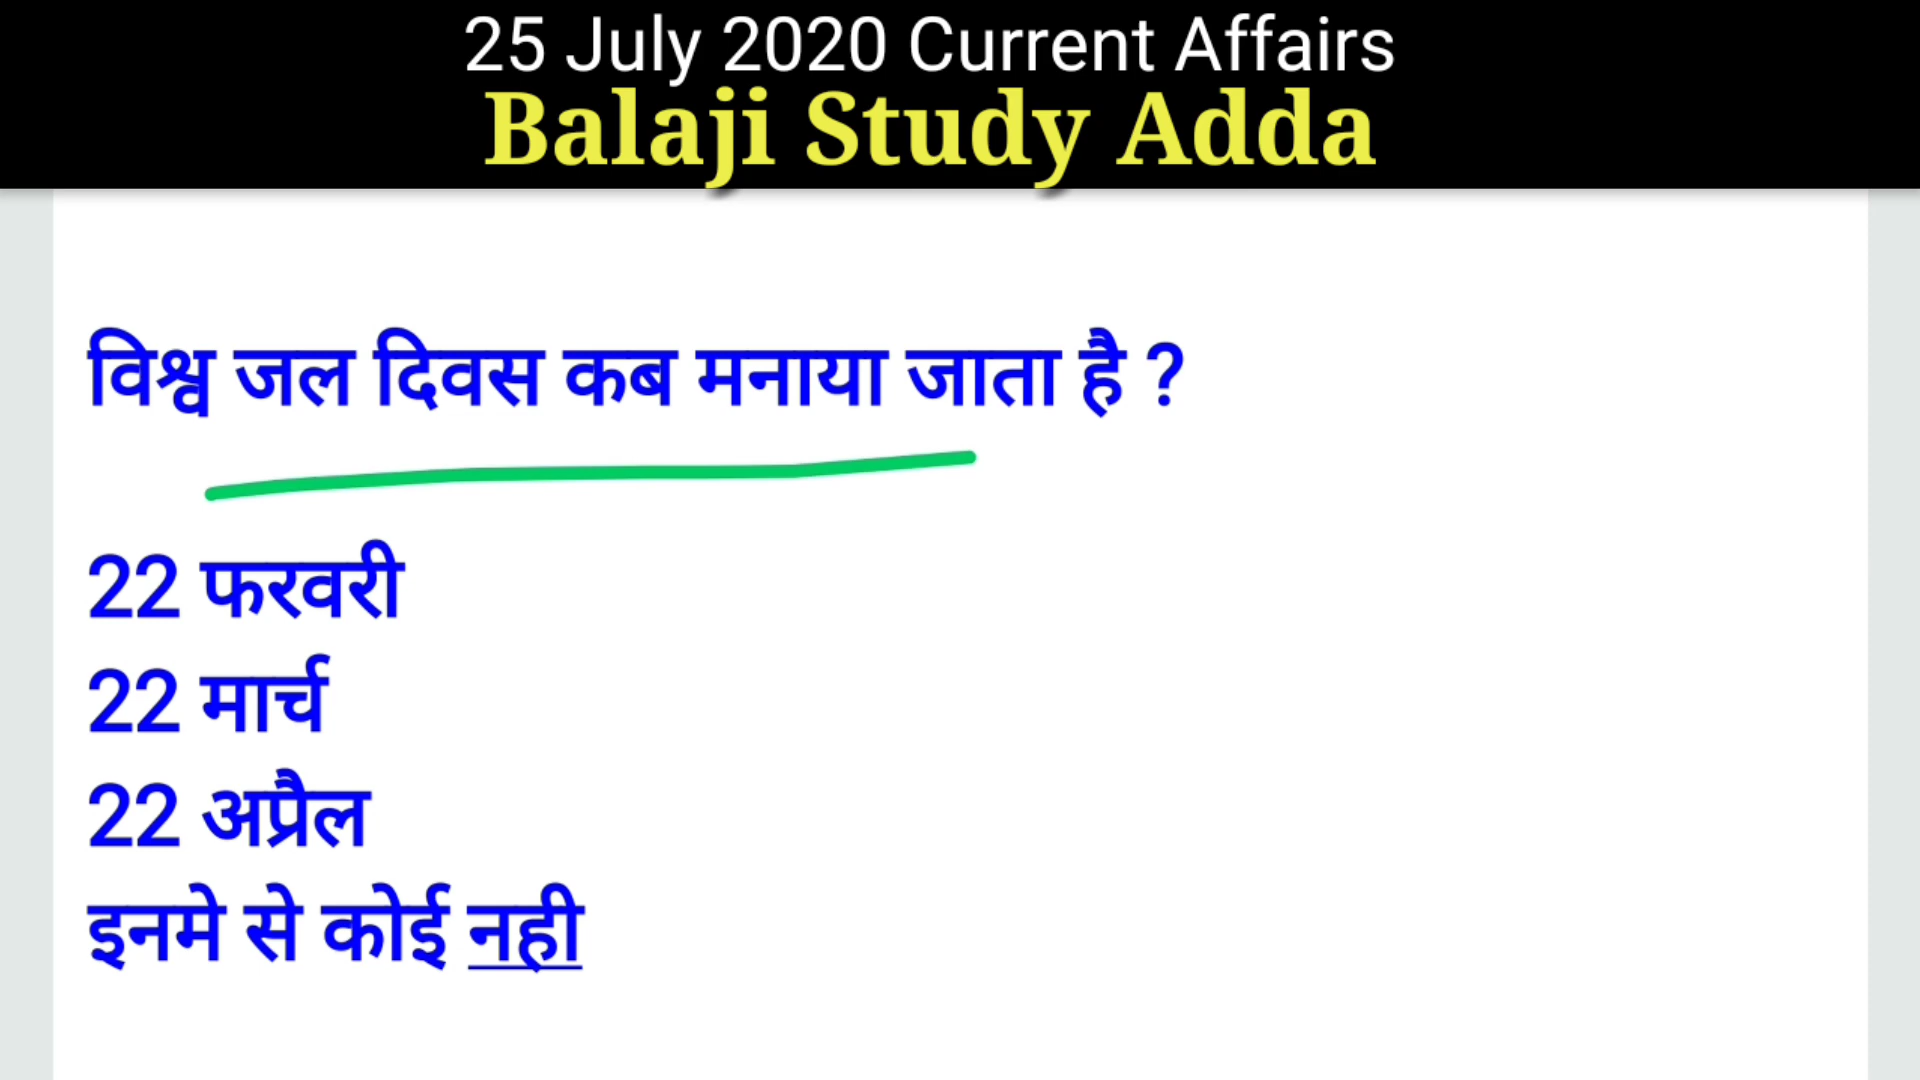 25 July 2020 Current Affairs
Balaji Study Adda
विश्व जल दिवस कब मनाया जाता है ?
22 फरवरी
22 मार्च
22 अप्रैल
इनमे से कोई नही